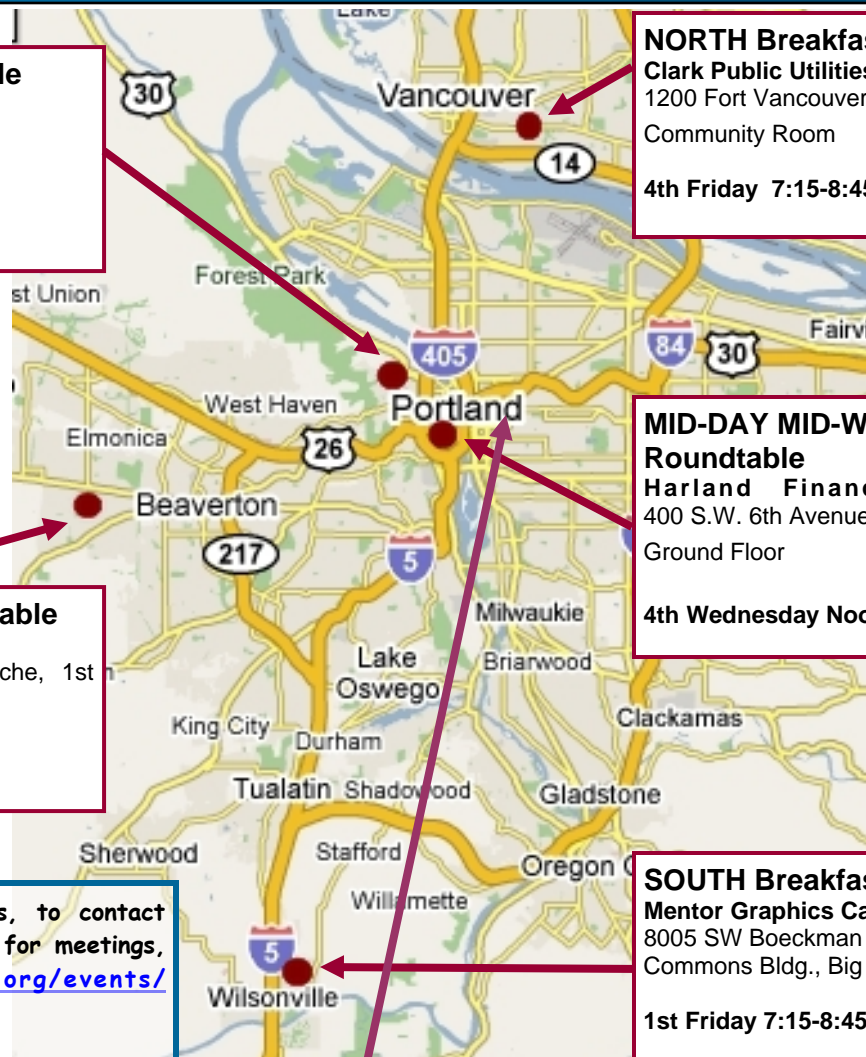 Lake
le
30
Vancouver
14
NORTH Breakfas
Clark Public Utilities
1200 Fort Vancouver
Community Room
4th Friday 7:15-8:45
Forest Park
st Union
405
84
30
Fairvi
West Haven
Portland
Elmonica
26
Beaverton
217
5
MID-DAY MID-W
Roundtable
Harland Financ
400 S.W. 6th Avenue
Ground Floor
4th Wednesday Noo
able
che, 1st
Milwaukie
Lake
Oswego
Briarwood
King City
Durham
Clackamas
Tualatin
Shadowood
Gladstone
Sherwood
Stafford
Oregon C
Willamette
s, to contact
for meetings,
org/events/
5
Wilsonville
SOUTH Breakfas
Mentor Graphics Ca
8005 SW Boeckman
Commons Bldg., Big
1st Friday 7:15-8:45